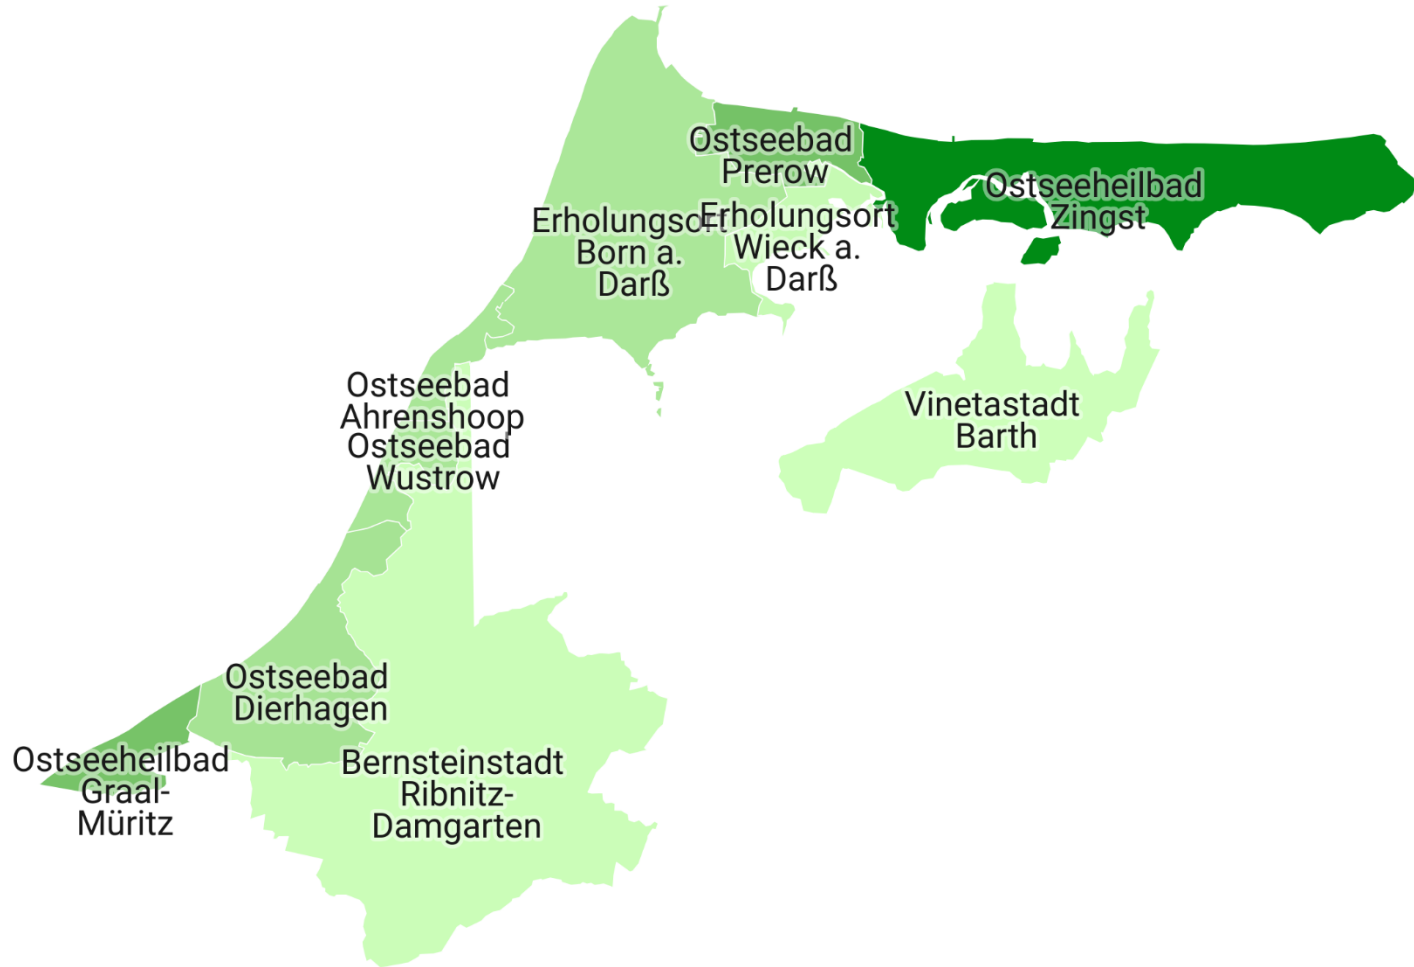 Ostseebad
Prerow
Ostseeheilbad
Zingst
Erholungsort
Born a.
Darß
Erholungsort
Wieck a.
Darß
Ostseebad
Ahrenshoop
Ostseebad
Wustrow
Vinetastadt
Barth
Ostseebad
Dierhagen
Ostseeheilbad
Graal-
Müritz
Bernsteinstadt
Ribnitz-
Damgarten